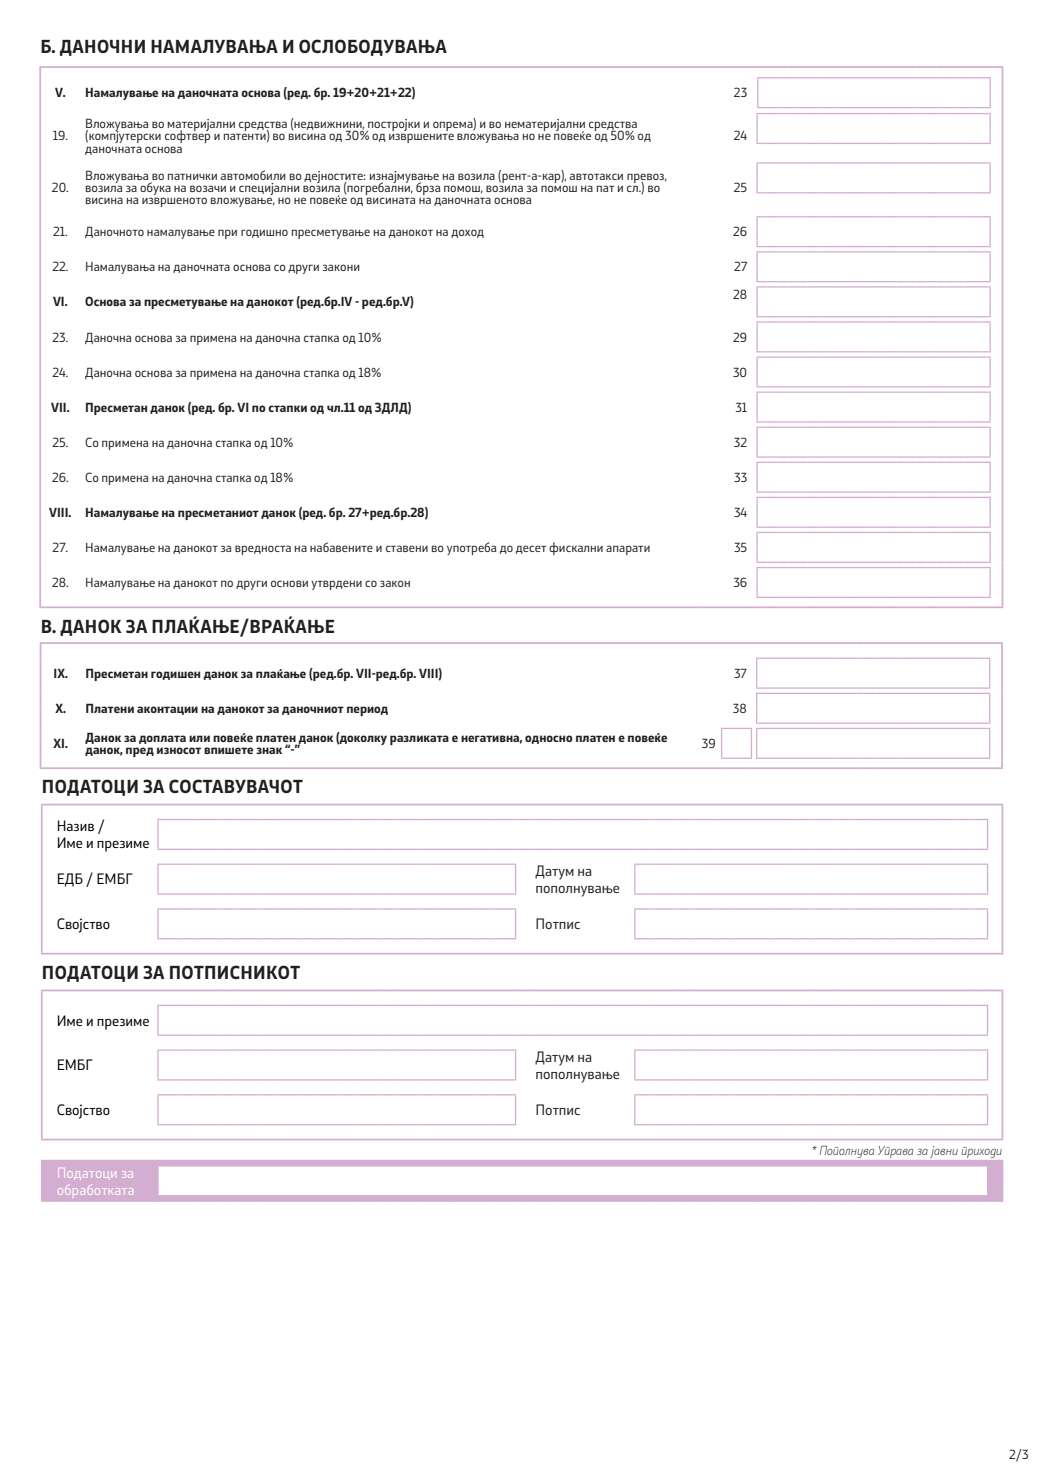 Б. ДАНОЧНИ НАМАЛУВАЊА И ОСЛОБОДУВАЊА
V. Намалување на даночната основа (ред. бр. 19+20+21+22) 23
Вложувања во материјални средства (недвижнини, постројки и опрема) и во нематеријални средства
19. (компјутерски софтвер и патенти) во висина од 30% од извршените вложувања но не повеќе од 50% од 24
даночната основа
Вложувања во патнички автомобили во дејностите: изнајмување на возила (рент-а-кар), автотакси превоз,
20. возила за обука на возачи и специјални возила (погребални, брза помош, возила за помош на пат и сл.) во 25
висина на извршеното вложување, но не повеќе од висината на даночната основа
21. Даночното намалување при годишно пресметување на данокот на доход 26
22. Намалувања на даночната основа со други закони 27
VI. Основа за пресметување на данокот (ред.бр.IV - ред.бр.V) 28
23. Даночна основа за примена на даночна стапка од 10% 29
24. Даночна основа за примена на даночна стапка од 18% 30
VII. Пресметан данок (ред. бр. VI по стапки од чл.11 од ЗДЛД) 31
25. Со примена на даночна стапка од 10% 32
26. Со примена на даночна стапка од 18% 33
VIII. Намалување на пресметаниот данок (ред. бр. 27+ред.бр.28) 34
27. Намалување на данокот за вредноста на набавените и ставени во употреба до десет фискални апарати 35
28. Намалување на данокот по други основи утврдени со закон 36
В. ДАНОК ЗА ПЛАЌАЊЕ/ВРАЌАЊЕ
IX. Пресметан годишен данок за плаќање (ред.бр. VII-ред.бр. VIII) 37
X. Платени аконтации на данокот за даночниот период 38
XI. Данок за доплата или повеќе платен данок (доколку разликата е негативна, односно платен е повеќе 39
данок, пред износот впишете знак “-”
ПОДАТОЦИ ЗА СОСТАВУВАЧОТ
Назив /
Име и презиме
ЕДБ / ЕМБГ
Датум на
пополнување
Својство Потпис
ПОДАТОЦИ ЗА ПОТПИСНИКОТ
Име и презиме
ЕМБГ
Датум на
пополнување
Својство Потпис
* Пополнува Управа за јавни приходи
Податоци за
обработката
2/3